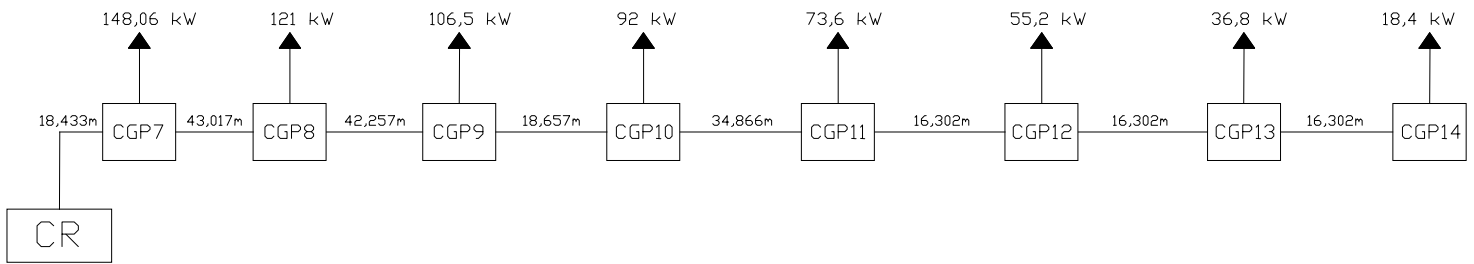 148,06 kW 121 kW 106,5 kW 92 kW 73,6 kW 55,2 kW 36,8 kW 18,4 kW
18,433m 43,017m 42,257m 18,657m 34,866m 16,302m 16,302m 16,302m
CGP7 CGP8 CGP9 CGP10 CGP11 CGP12 CGP13 CGP14
CR